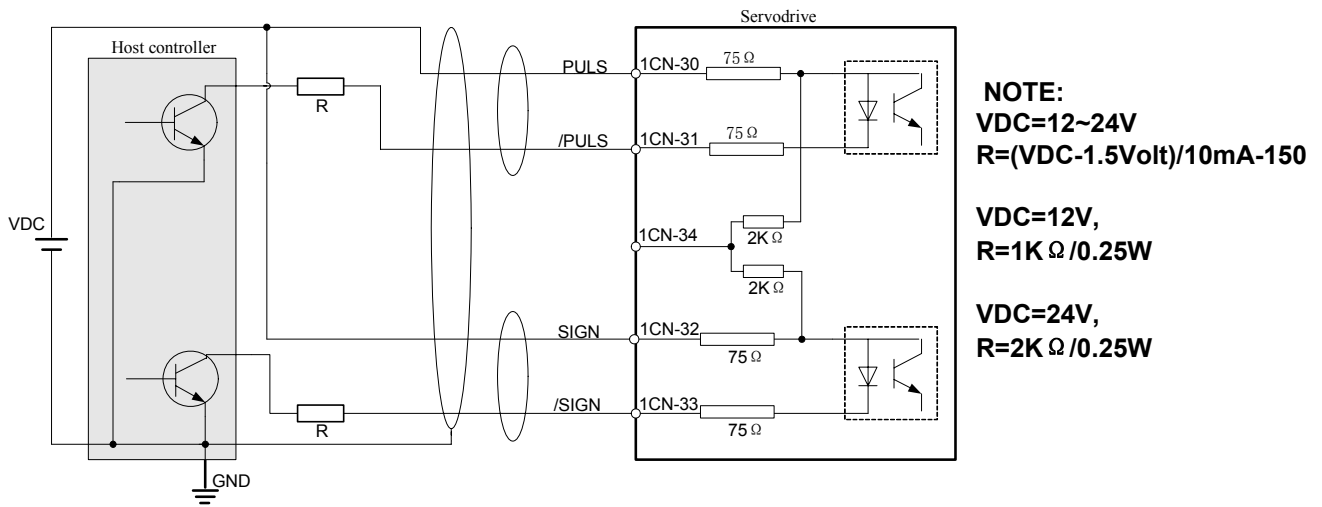 Servodrive
Host controller
PULS
1CN-30
75Ω
R
/PULS
1CN-31
75Ω
NOTE:
VDC=12~24V
R=(VDC-1.5Volt)/10mA-150
VDC
1CN-34
2KΩ
2KΩ
VDC=12V,
R=1KΩ/0.25W
SIGN
1CN-32
75Ω
VDC=24V,
R=2KΩ/0.25W
R
/SIGN
1CN-33
75Ω
GND